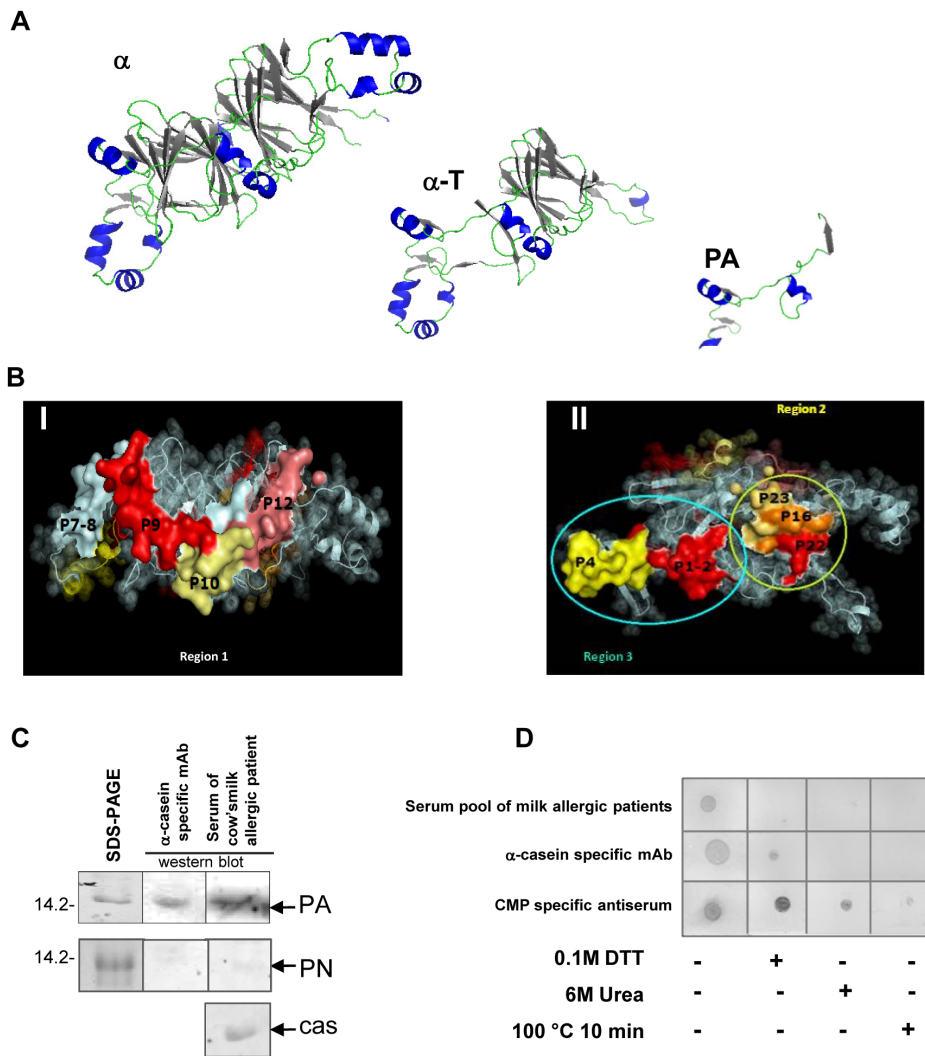 A
α
α-T
PA
B
I
P7-8
P9
P10
P12
Region 1
II
Region 2
P23
P16
P22
P4
P1-2
Region 3
C
SDS-PAGE
α-casein
specific mAb
Serum of
cow'smilk
allergic patient
western blot
14.2-
PA
14.2-
PN
cas
D
Serum pool of milk allergic patients
α-casein specific mAb
CMP specific antiserum
0.1M DTT - + - -
6M Urea - - + -
100 °C 10 min - - - +